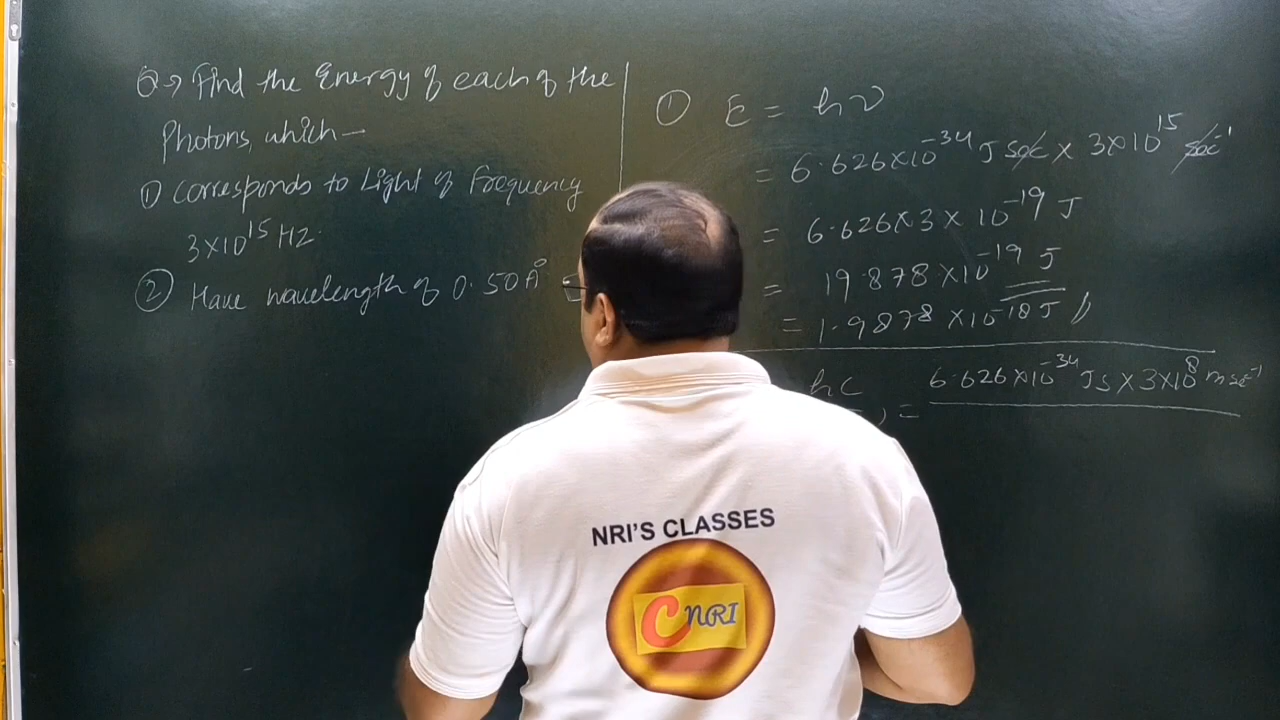 Q→ Find the Energy of each of the
Photons, which —
① Corresponds to Light of Frequency
3×10¹⁵ HZ.
② Have wavelength of 0.50A°
① E = hν
= 6.626×10⁻³⁴ J sec × 3×10¹⁵ sec⁻¹
= 6.626×3×10⁻¹⁹ J
= 19.878×10⁻¹⁹ J
= 1.9878×10⁻¹⁸ J
hc = 6.626×10⁻³⁴ Js × 3×10⁸ m sec⁻¹
NRI'S CLASSES
C NRI